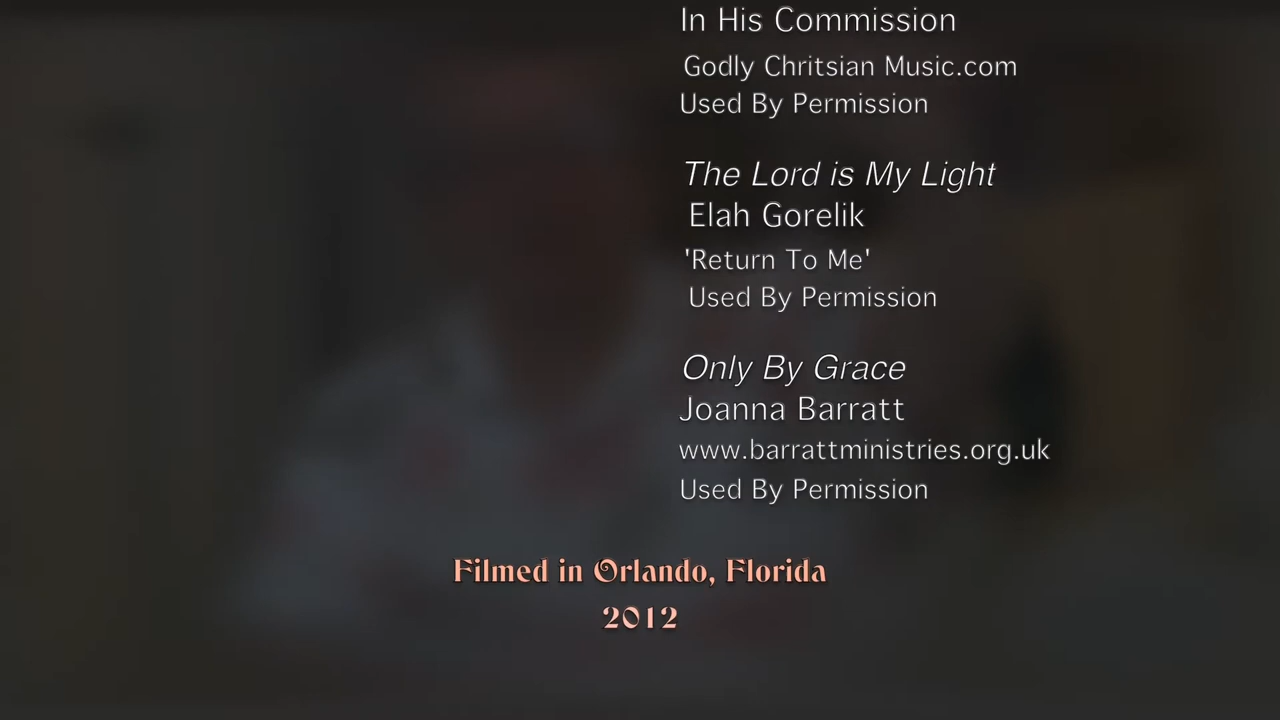 In His Commission
Godly Chritsian Music.com
Used By Permission
The Lord is My Light
Elah Gorelik
'Return To Me'
Used By Permission
Only By Grace
Joanna Barratt
www.barrattministries.org.uk
Used By Permission
Filmed in Orlando, Florida
2012